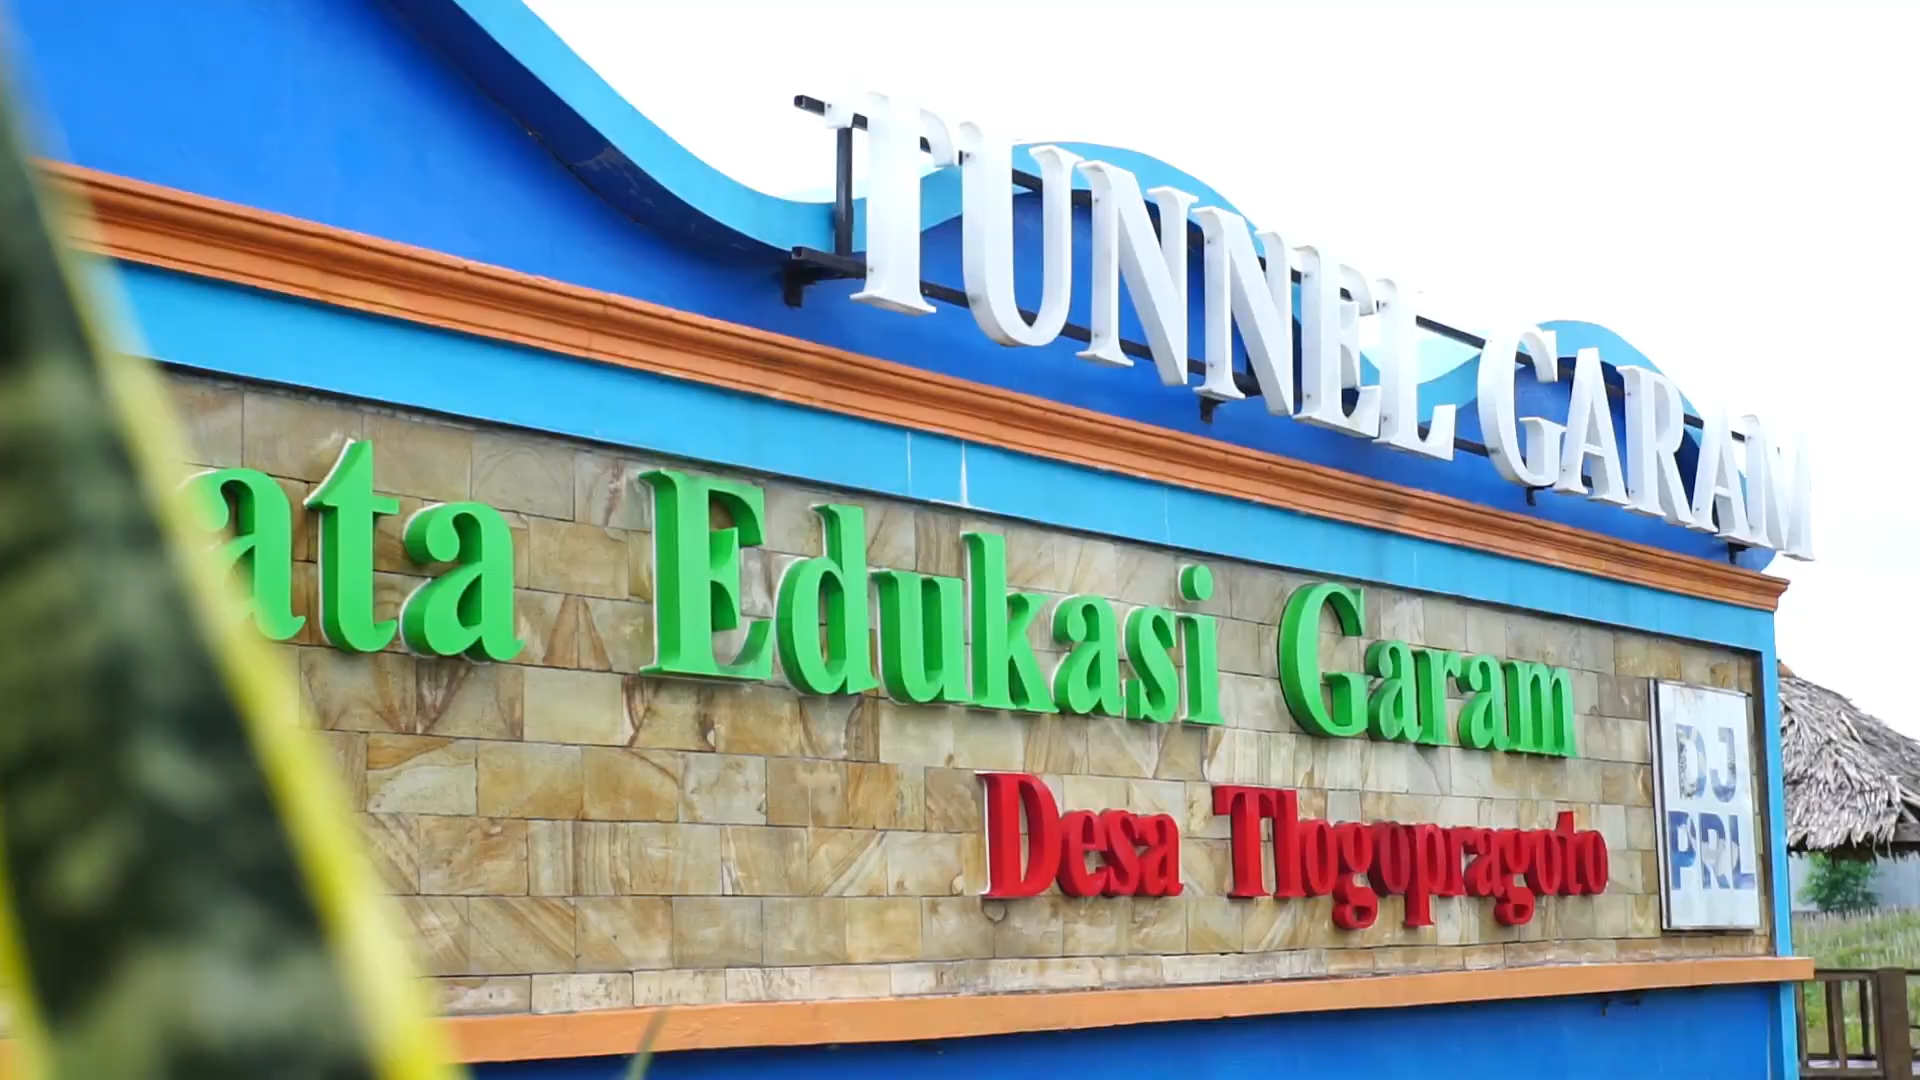 TUNNEL GARAM
ata Edukasi Garam
Desa Tlogopragoto
DJ
PRL